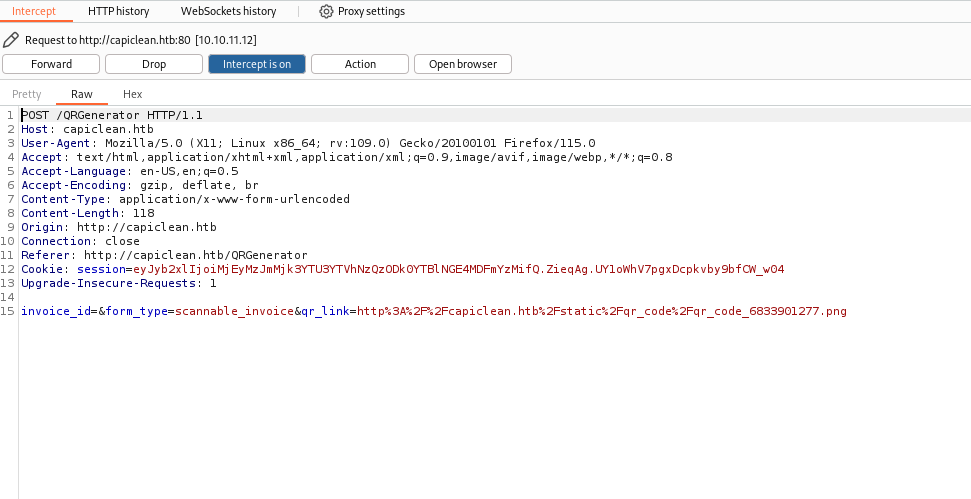 Intercept HTTP history WebSockets history Proxy settings
Request to http://capiclean.htb:80 [10.10.11.12]
Forward Drop Intercept is on Action Open browser
Pretty Raw Hex
1 POST /QRGenerator HTTP/1.1
2 Host: capiclean.htb
3 User-Agent: Mozilla/5.0 (X11; Linux x86_64; rv:109.0) Gecko/20100101 Firefox/115.0
4 Accept: text/html,application/xhtml+xml,application/xml;q=0.9,image/avif,image/webp,*/*;q=0.8
5 Accept-Language: en-US,en;q=0.5
6 Accept-Encoding: gzip, deflate, br
7 Content-Type: application/x-www-form-urlencoded
8 Content-Length: 118
9 Origin: http://capiclean.htb
10 Connection: close
11 Referer: http://capiclean.htb/QRGenerator
12 Cookie: session=eyJyb2xlIjoiMjEyMzJmMjk3YTU3YTVhNzQzODk0YTBlNGE4MDFmYzMifQ.ZieqAg.UY1oWhV7pgxDcpkvby9bfCW_w04
13 Upgrade-Insecure-Requests: 1
14
15 invoice_id=&form_type=scannable_invoice&qr_link=http%3A%2F%2Fcapiclean.htb%2Fstatic%2Fqr_code%2Fqr_code_6833901277.png